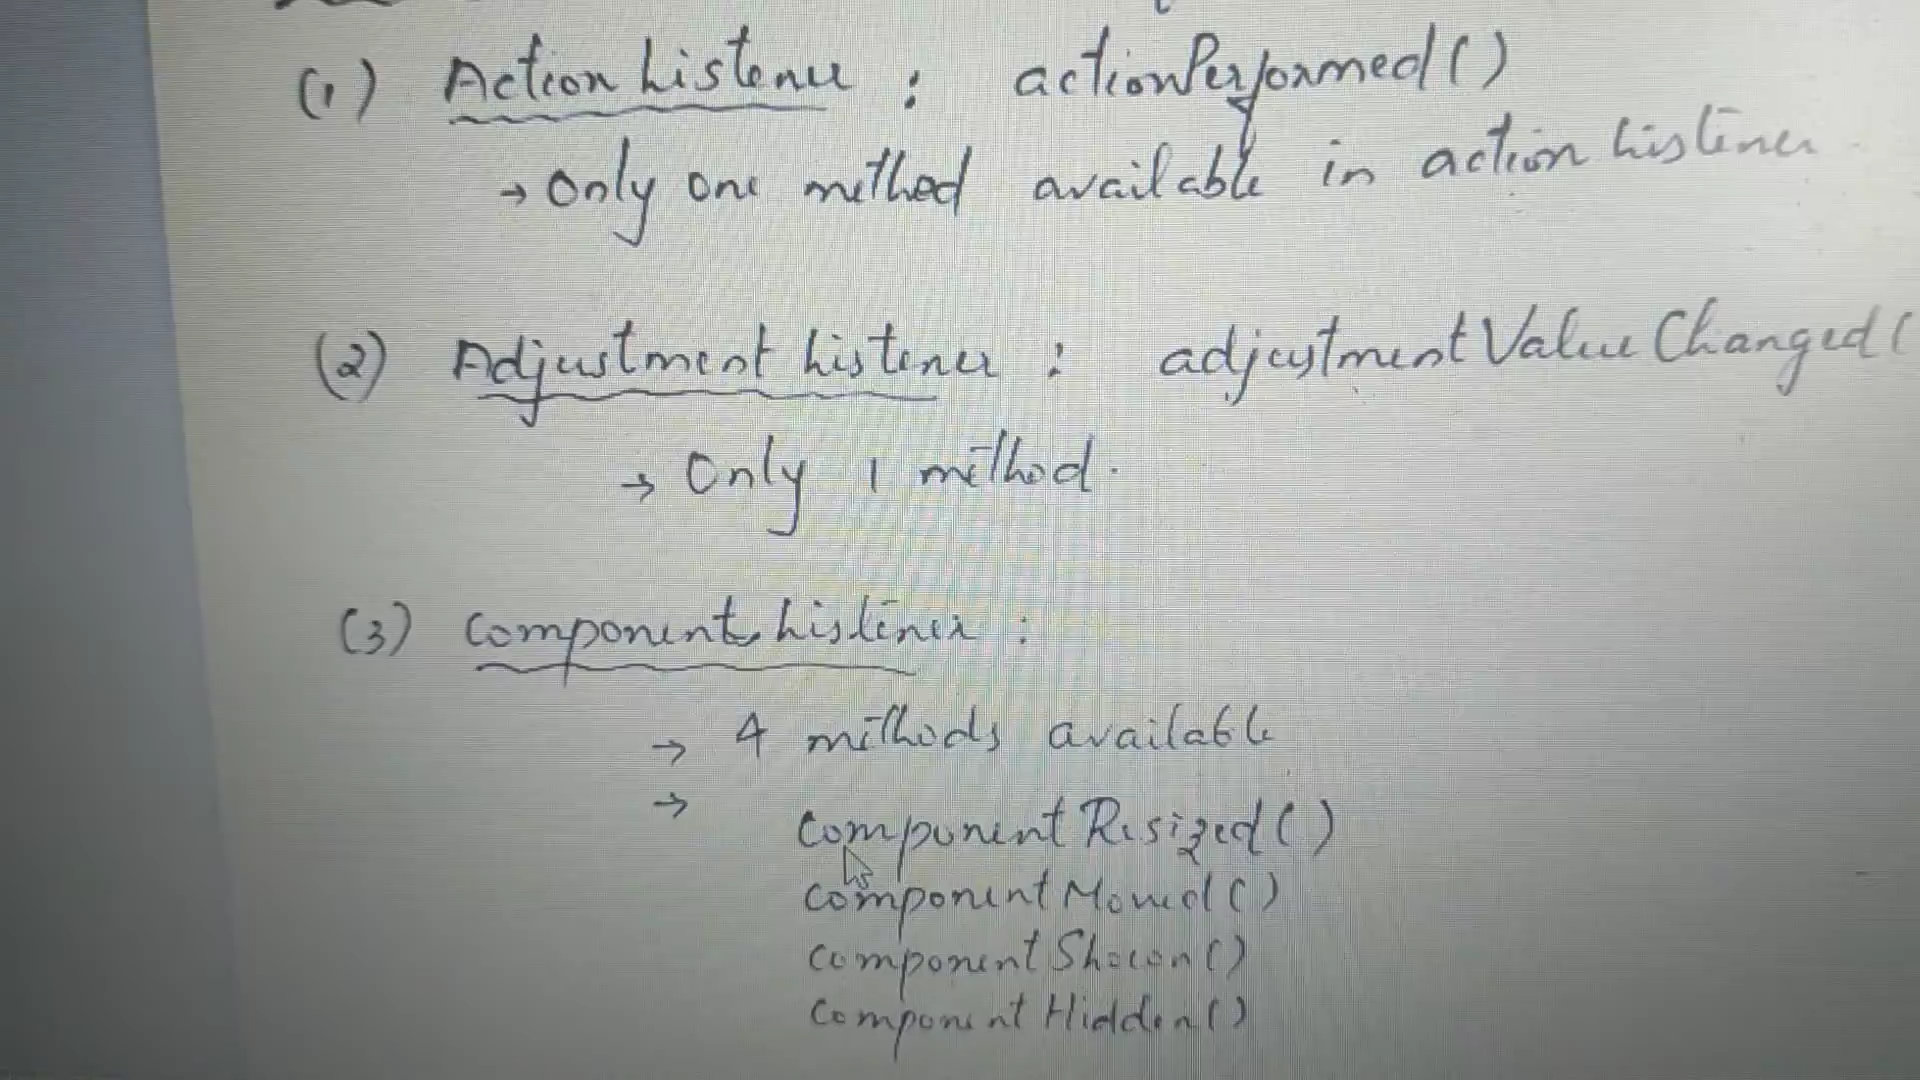 (1) Action Listener : actionPerformed()
→ Only one method available in action Listener
(2) Adjustment Listener : adjustmentValueChanged(
→ Only 1 method.
(3) Component Listener :
→ 4 methods available
→
componentResized()
componentMoved()
componentShown()
componentHidden()